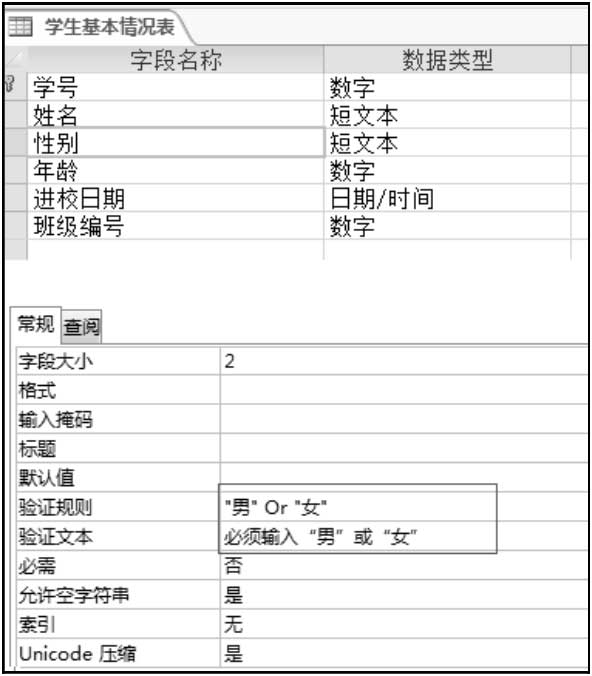 学生基本情况表
字段名称 数据类型
学号 数字
姓名 短文本
性别 短文本
年龄 数字
进校日期 日期/时间
班级编号 数字
常规 查阅
字段大小 2
格式
输入掩码
标题
默认值
验证规则 "男" Or "女"
验证文本 必须输入“男”或“女”
必需 否
允许空字符串 是
索引 无
Unicode 压缩 是